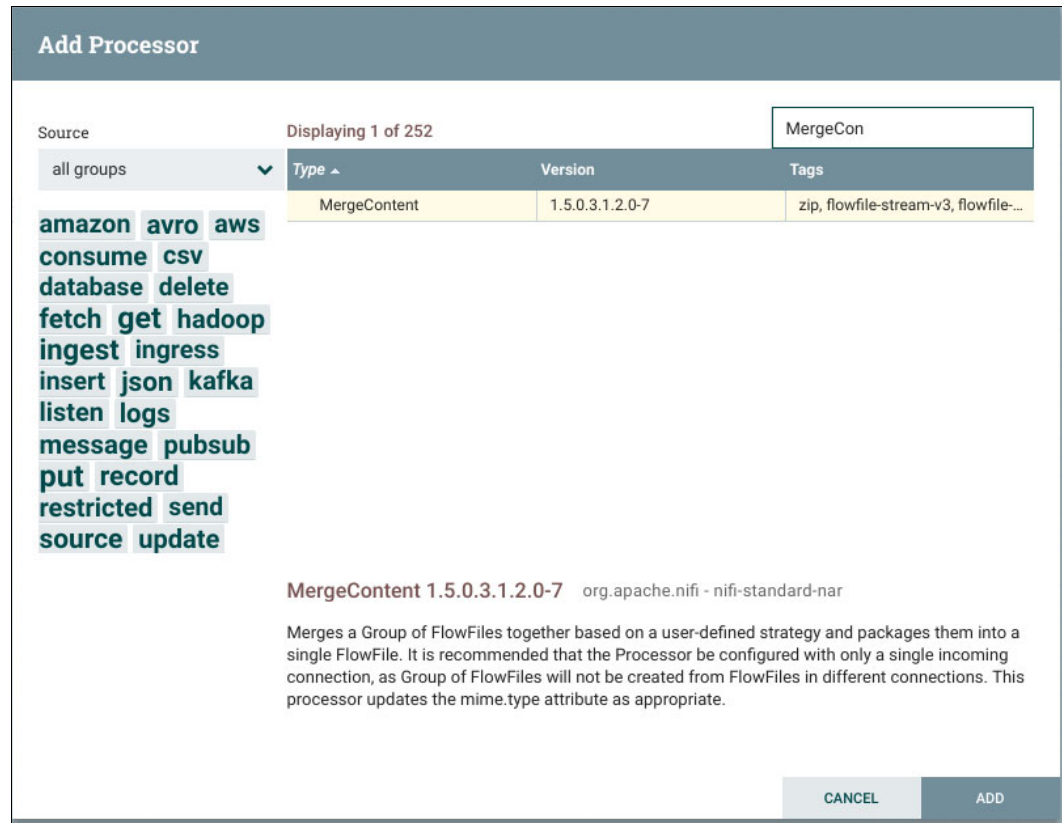 Add Processor
Source
Displaying 1 of 252
MergeCon
all groups
Type Version Tags
MergeContent 1.5.0.3.1.2.0-7 zip, flowfile-stream-v3, flowfile-...
amazon avro aws
consume csv
database delete
fetch get hadoop
ingest ingress
insert json kafka
listen logs
message pubsub
put record
restricted send
source update
MergeContent 1.5.0.3.1.2.0-7 org.apache.nifi - nifi-standard-nar
Merges a Group of FlowFiles together based on a user-defined strategy and packages them into a
single FlowFile. It is recommended that the Processor be configured with only a single incoming
connection, as Group of FlowFiles will not be created from FlowFiles in different connections. This
processor updates the mime.type attribute as appropriate.
CANCEL ADD